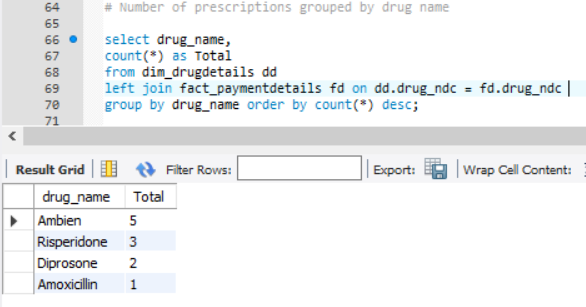 64 # Number of prescriptions grouped by drug name
65
66 select drug_name,
67 count(*) as Total
68 from dim_drugdetails dd
69 left join fact_paymentdetails fd on dd.drug_ndc = fd.drug_ndc
70 group by drug_name order by count(*) desc;
71
Result Grid Filter Rows: Export: Wrap Cell Content:
drug_name Total
Ambien 5
Risperidone 3
Diprosone 2
Amoxicillin 1